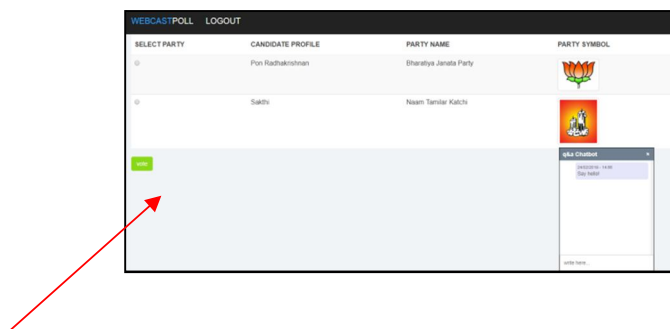 WEBCASTPOLL LOGOUT
SELECT PARTY CANDIDATE PROFILE PARTY NAME PARTY SYMBOL
Pon Radhakrishnan Bharatiya Janata Party
Sakthi Naam Tamilar Katchi
vote
q&a Chatbot ×
Say hello!
write here...